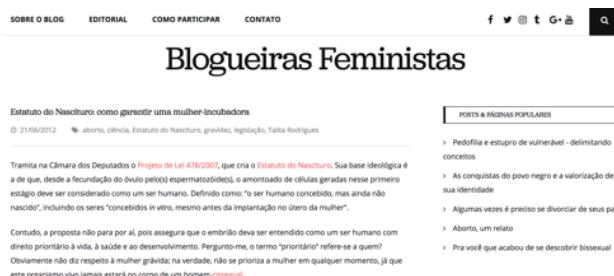 SOBRE O BLOG EDITORIAL COMO PARTICIPAR CONTATO
Blogueiras Feministas
Estatuto do Nascituro: como garantir uma mulher-incubadora
21/06/2012 aborto, ciência, Estatuto do Nascituro, gravidez, legislação, Talita Rodrigues
Tramita na Câmara dos Deputados o Projeto de Lei 478/2007, que cria o Estatuto do Nascituro. Sua base ideológica é
a de que, desde a fecundação do óvulo pelo(s) espermatozóide(s), o amontoado de células geradas nesse primeiro
estágio deve ser considerado como um ser humano. Definido como: "o ser humano concebido, mas ainda não
nascido", incluindo os seres "concebidos in vitro, mesmo antes da implantação no útero da mulher".
Contudo, a proposta não para por aí, pois assegura que o embrião deva ser entendido como um ser humano com
direito prioritário à vida, à saúde e ao desenvolvimento. Pergunto-me, o termo "prioritário" refere-se a quem?
Obviamente não diz respeito à mulher grávida; na verdade, não se prioriza a mulher em qualquer momento, já que
este organismo vivo jamais estará no corpo de um homem cissexual.
POSTS & PÁGINAS POPULARES
› Pedofilia e estupro de vulnerável - delimitando
conceitos
› As conquistas do povo negro e a valorização de
sua identidade
› Algumas vezes é preciso se divorciar de seus pa
› Aborto, um relato
› Pra você que acabou de se descobrir bissexual